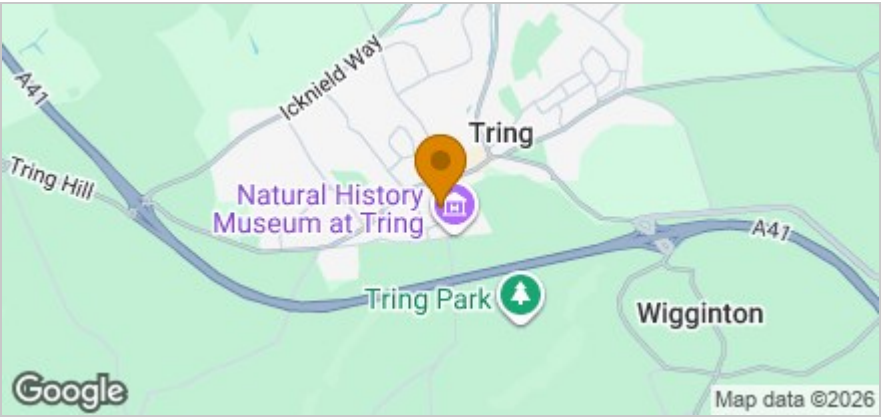 A41
Icknield Way
Tring
Tring Hill
Natural History
Museum at Tring
A41
Tring Park
Wigginton
Google
Map data ©2026